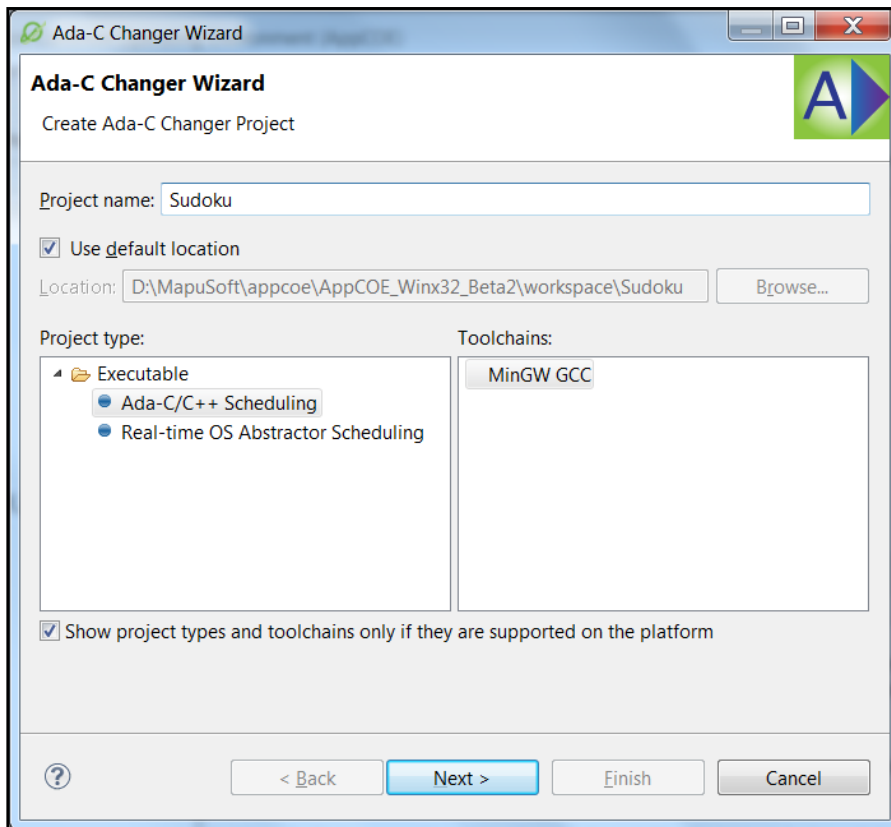 Ada-C Changer Wizard
Ada-C Changer Wizard
Create Ada-C Changer Project
A
Project name: Sudoku
Use default location
Location: D:\MapuSoft\appcoe\AppCOE_Winx32_Beta2\workspace\Sudoku Browse...
Project type: Toolchains:
Executable MinGW GCC
Ada-C/C++ Scheduling
Real-time OS Abstractor Scheduling
Show project types and toolchains only if they are supported on the platform
? < Back Next > Finish Cancel